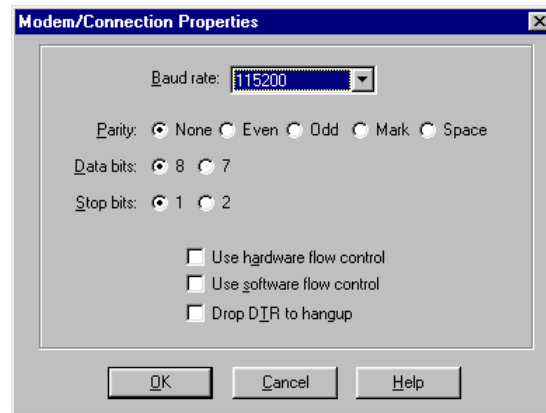 Modem/Connection Properties
Baud rate: 115200
Parity: None Even Odd Mark Space
Data bits: 8 7
Stop bits: 1 2
Use hardware flow control
Use software flow control
Drop DTR to hangup
OK Cancel Help